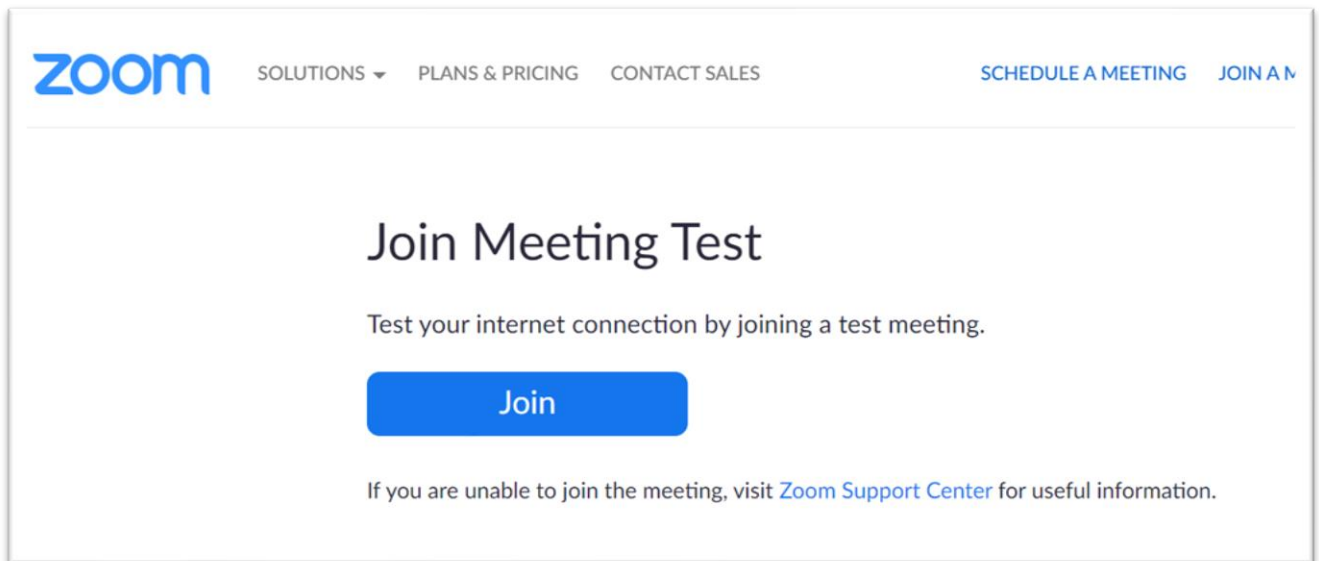 zoom SOLUTIONS PLANS & PRICING CONTACT SALES SCHEDULE A MEETING JOIN A
Join Meeting Test
Test your internet connection by joining a test meeting.
Join
If you are unable to join the meeting, visit Zoom Support Center for useful information.